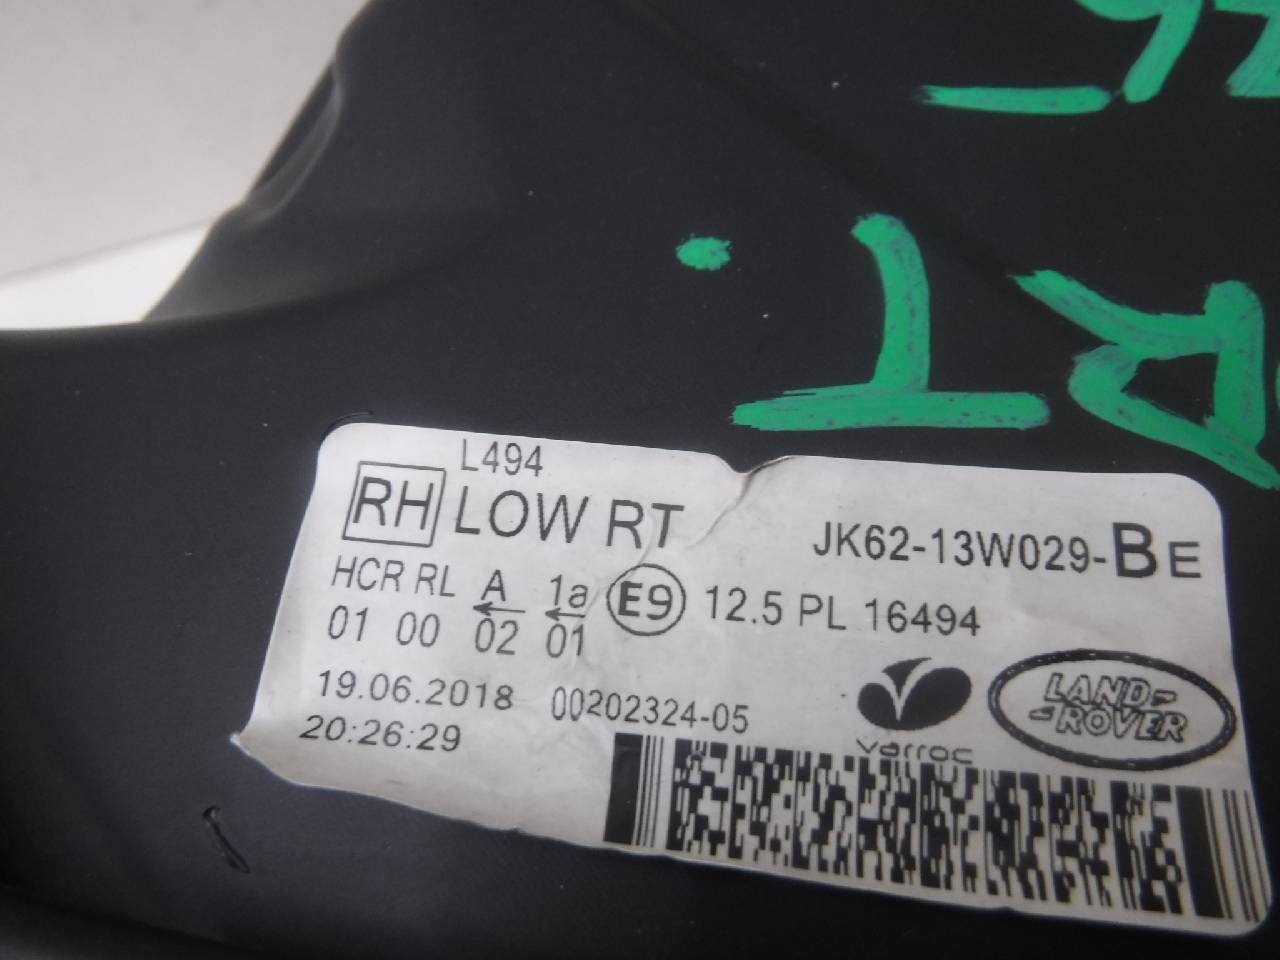 L494
RH LOW RT
JK62-13W029-BE
HCR RL A 1a
01 00 02 01
E9 12.5 PL 16494
19.06.2018 00202324-05
20:26:29
varroc
LAND-
-ROVER